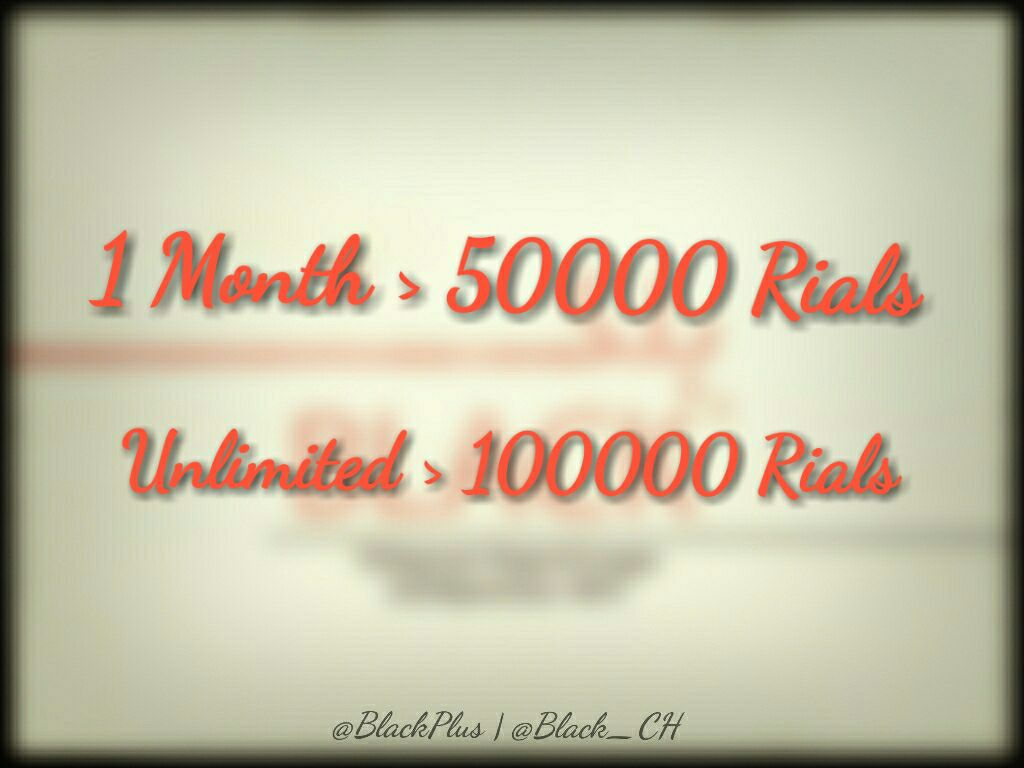 1 Month > 50000 Rials
Unlimited > 100000 Rials
@BlackPlus | @Black_CH